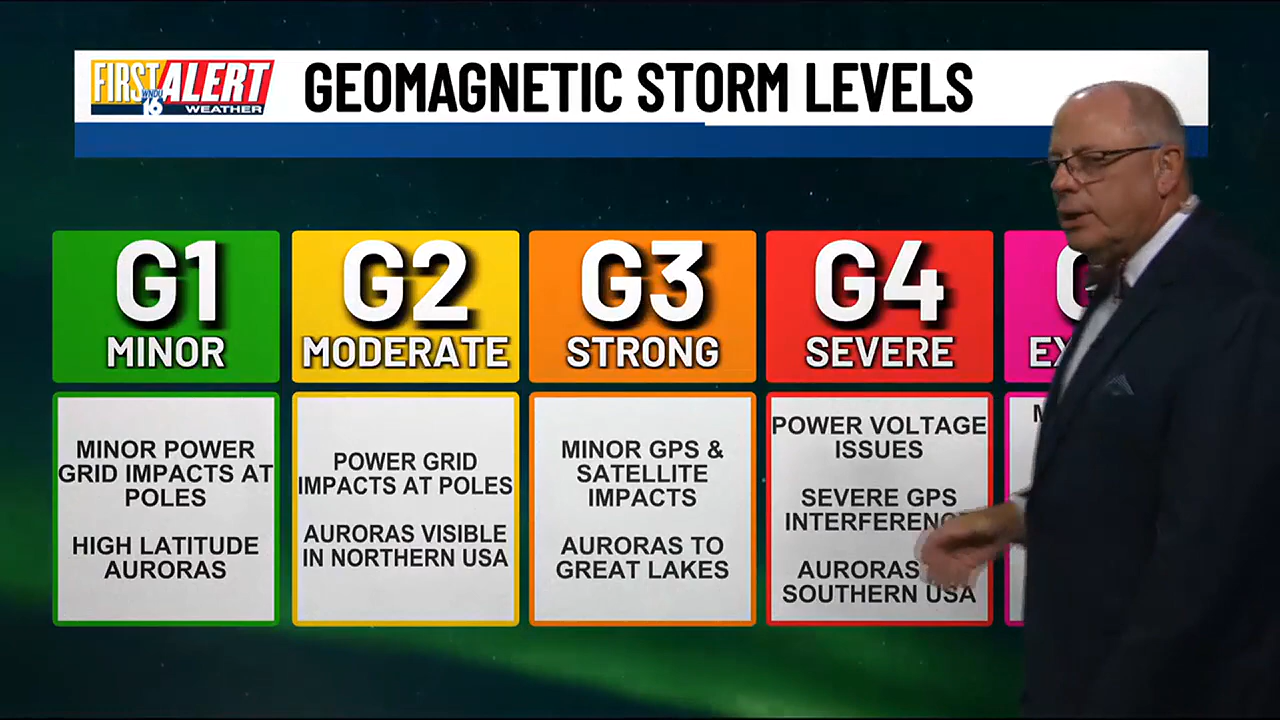 FIRST ALERT
WNDU
16
WEATHER
GEOMAGNETIC STORM LEVELS
G1
MINOR
MINOR POWER
GRID IMPACTS AT
POLES
HIGH LATITUDE
AURORAS
G2
MODERATE
POWER GRID
IMPACTS AT POLES
AURORAS VISIBLE
IN NORTHERN USA
G3
STRONG
MINOR GPS &
SATELLITE
IMPACTS
AURORAS TO
GREAT LAKES
G4
SEVERE
POWER VOLTAGE
ISSUES
SEVERE GPS
AURORAS
SOUTHERN USA